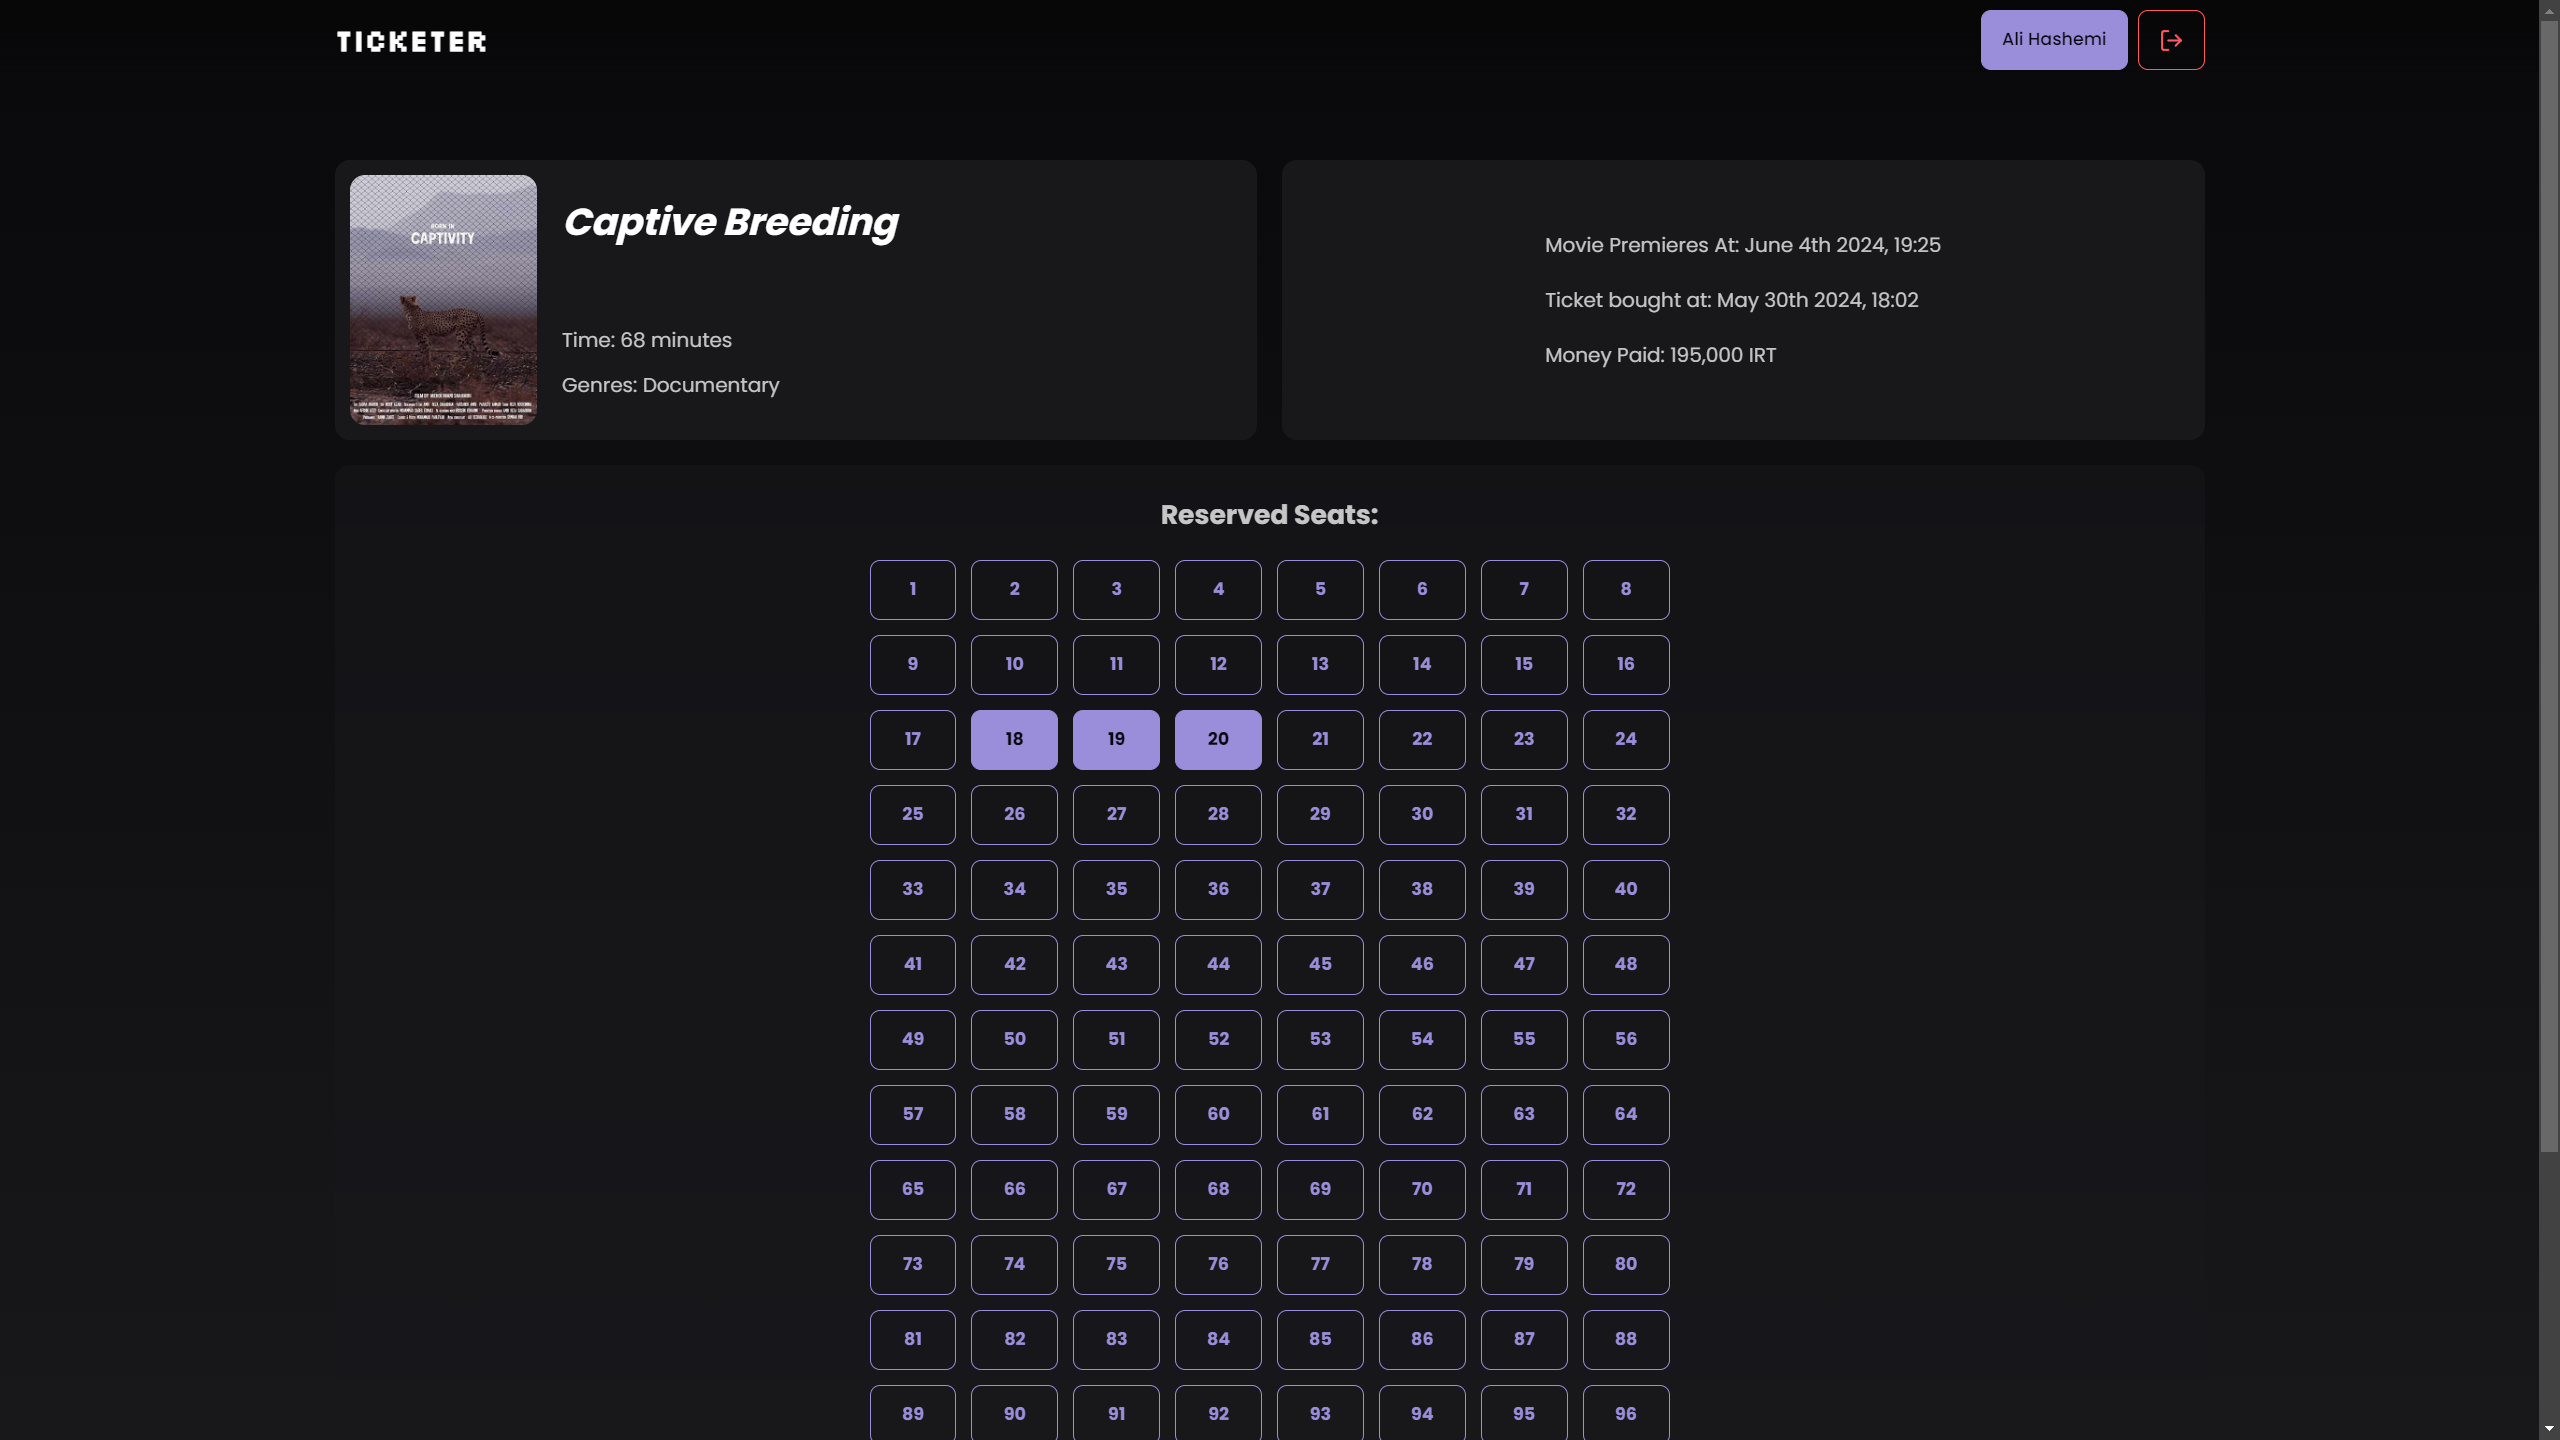 TICKETER
Ali Hashemi
BORN IN
CAPTIVITY
Captive Breeding
Time: 68 minutes
Genres: Documentary
Movie Premieres At: June 4th 2024, 19:25
Ticket bought at: May 30th 2024, 18:02
Money Paid: 195,000 IRT
Reserved Seats:
1 2 3 4 5 6 7 8
9 10 11 12 13 14 15 16
17 18 19 20 21 22 23 24
25 26 27 28 29 30 31 32
33 34 35 36 37 38 39 40
41 42 43 44 45 46 47 48
49 50 51 52 53 54 55 56
57 58 59 60 61 62 63 64
65 66 67 68 69 70 71 72
73 74 75 76 77 78 79 80
81 82 83 84 85 86 87 88
89 90 91 92 93 94 95 96